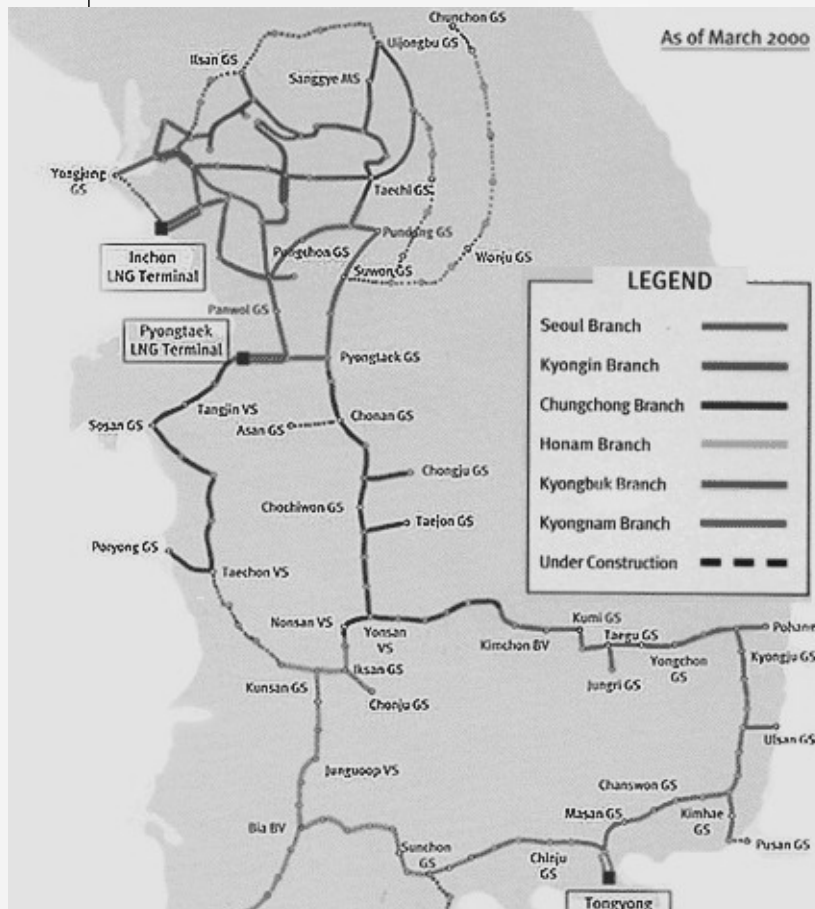 Chunchon GS
As of March 2000
Uijongbu GS
Ilsan GS
Sanggye MS
Yongjong
GS
Taechi GS
Inchon
LNG Terminal
Pundang GS
Pungchon GS
Suwon GS
Wonju GS
Panwol GS
Pyongtaek
LNG Terminal
Pyongtaek GS
Tangjin VS
Sosan GS
Asan GS
Chonan GS
Chongju GS
Chochiwon GS
Taejon GS
Poryong GS
Taechon VS
Nonsan VS
Yonsan
VS
Kimchon BV
Kumi GS
Taegu GS
Yongchon
GS
Jungri GS
Pohang
Kyongju GS
Iksan GS
Kunsan GS
Chonju GS
Ulsan GS
Junguoop VS
Chanswon GS
Masan GS
Kimhae
GS
Pusan GS
Bia BV
Sunchon
GS
Chinju
GS
Tongyong
LEGEND
Seoul Branch
Kyongin Branch
Chungchong Branch
Honam Branch
Kyongbuk Branch
Kyongnam Branch
Under Construction